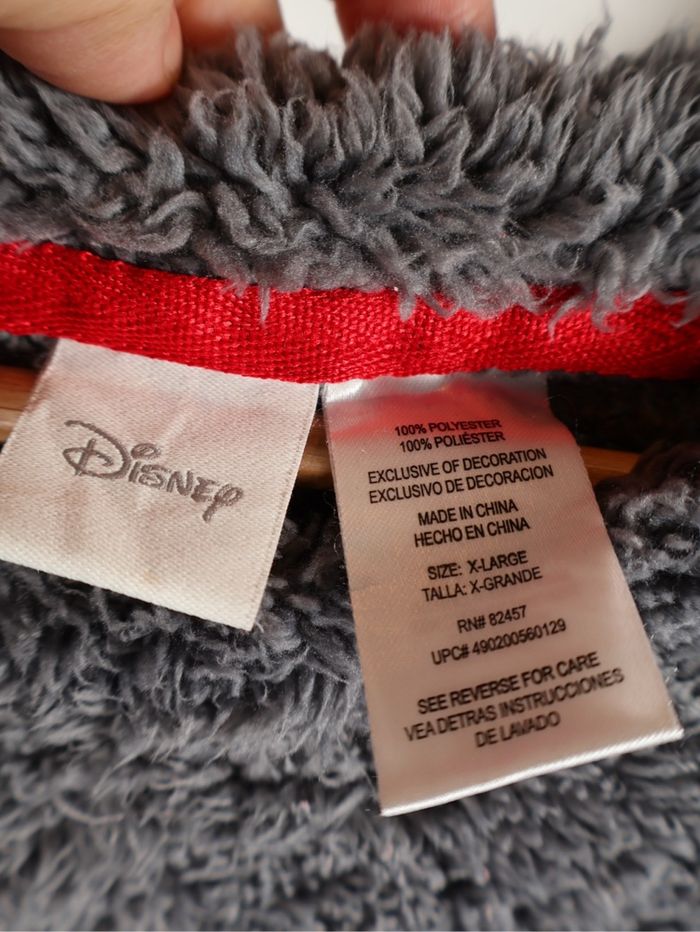 Disney
100% POLYESTER
100% POLIÉSTER
EXCLUSIVE OF DECORATION
EXCLUSIVO DE DECORACION
MADE IN CHINA
HECHO EN CHINA
SIZE: X-LARGE
TALLA: X-GRANDE
RN# 82457
UPC# 490200560129
SEE REVERSE FOR CARE
VEA DETRAS INSTRUCCIONES
DE LAVADO